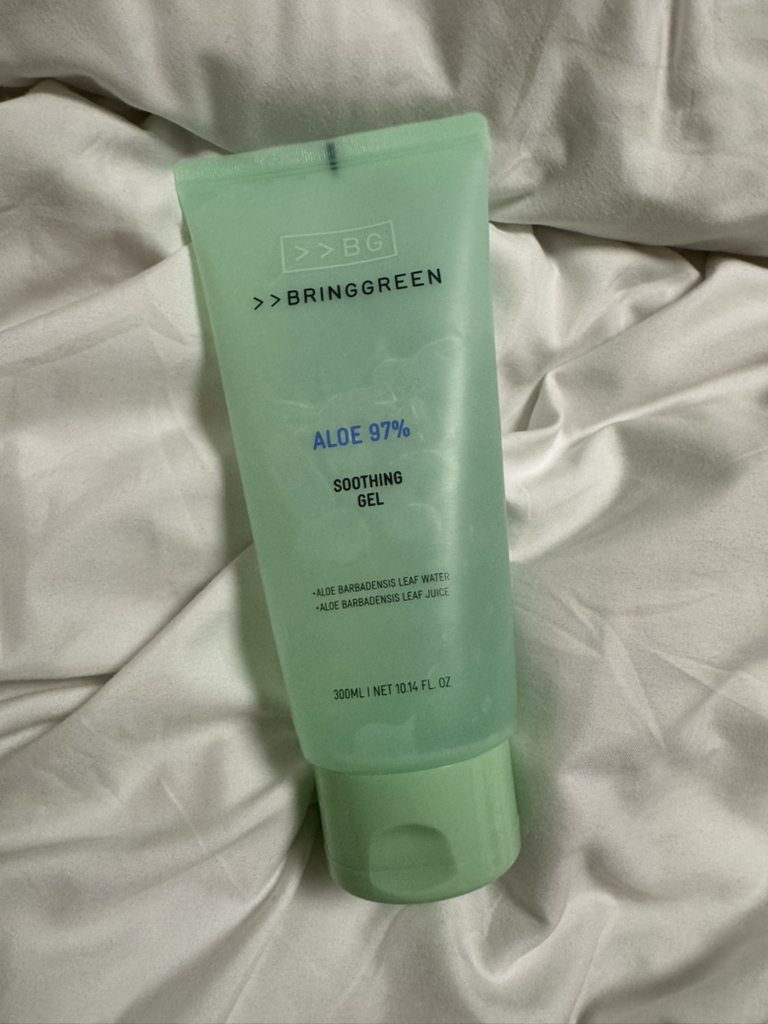 >>BG
>>BRINGGREEN
ALOE 97%
SOOTHING
GEL
•ALOE BARBADENSIS LEAF WATER
•ALOE BARBADENSIS LEAF JUICE
300ML | NET 10.14 FL. OZ